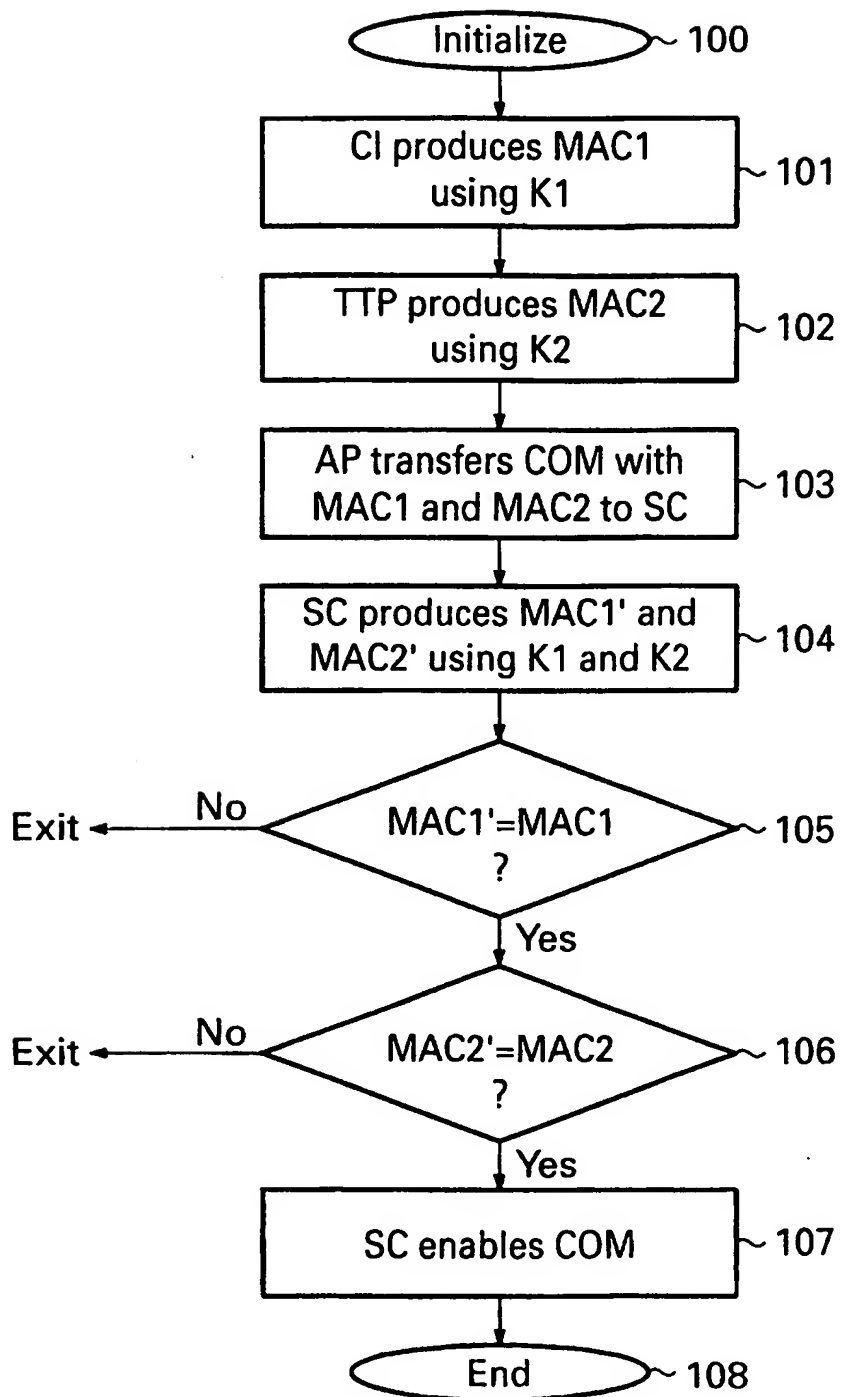 Initialize
100
CI produces MAC1
using K1
101
TTP produces MAC2
using K2
102
AP transfers COM with
MAC1 and MAC2 to SC
103
SC produces MAC1' and
MAC2' using K1 and K2
104
Exit
No
MAC1'=MAC1
?
105
Yes
Exit
No
MAC2'=MAC2
?
106
Yes
SC enables COM
107
End
108